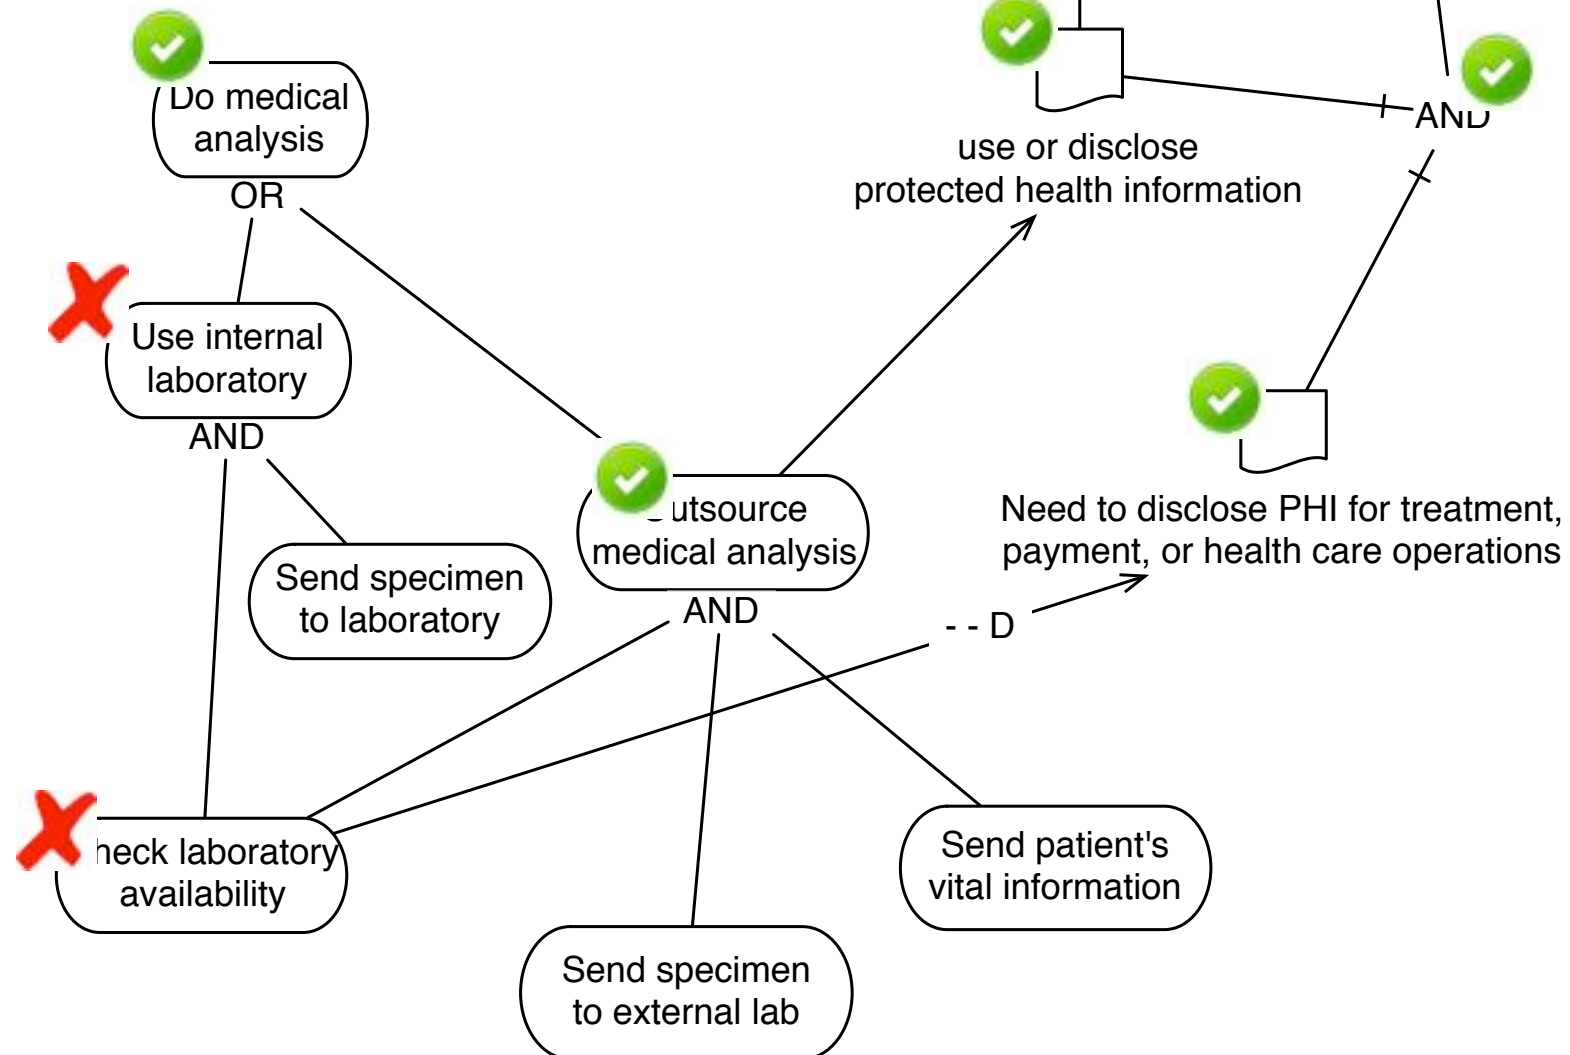 Do medical
analysis
OR
AND
use or disclose
protected health information
Use internal
laboratory
AND
utsource
medical analysis
AND
Need to disclose PHI for treatment,
payment, or health care operations
Send specimen
to laboratory
- - D
heck laboratory
availability
Send patient's
vital information
Send specimen
to external lab